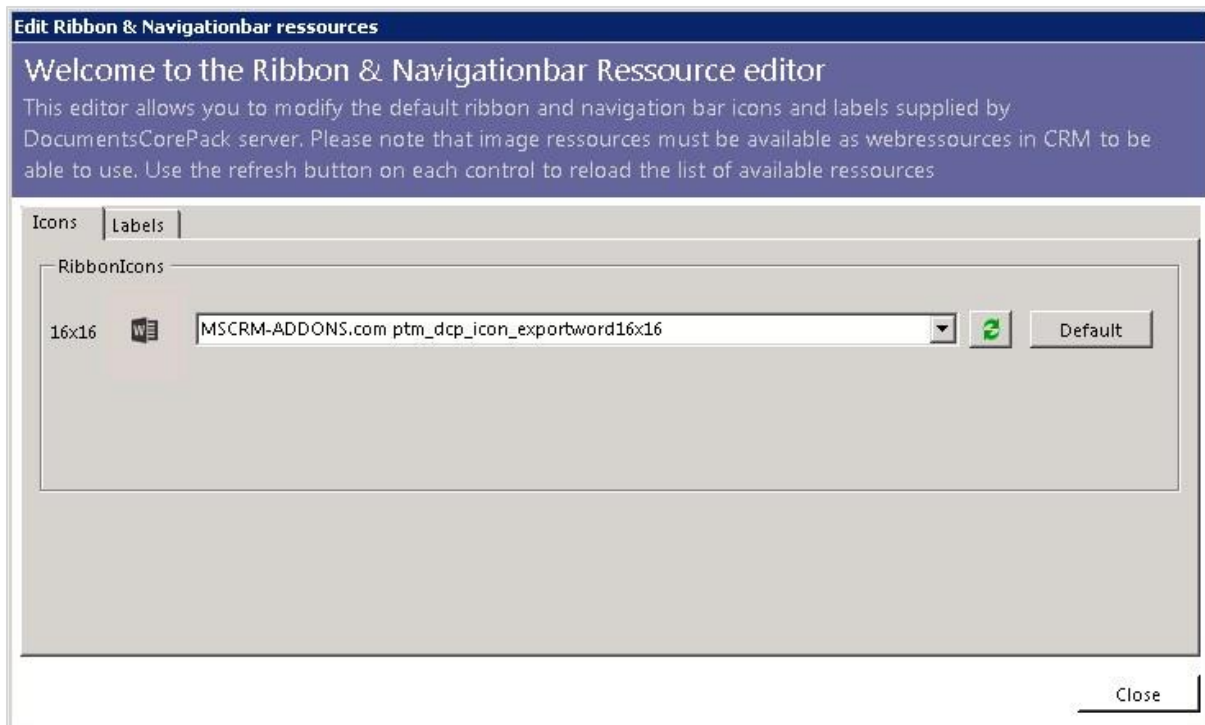 Edit Ribbon & Navigationbar ressources
Welcome to the Ribbon & Navigationbar Ressource editor
This editor allows you to modify the default ribbon and navigation bar icons and labels supplied by
DocumentsCorePack server. Please note that image ressources must be available as webressources in CRM to be
able to use. Use the refresh button on each control to reload the list of available ressources
Icons Labels
RibbonIcons
16x16 W MSCRM-ADDONS.com ptm_dcp_icon_exportword16x16 Default
Close